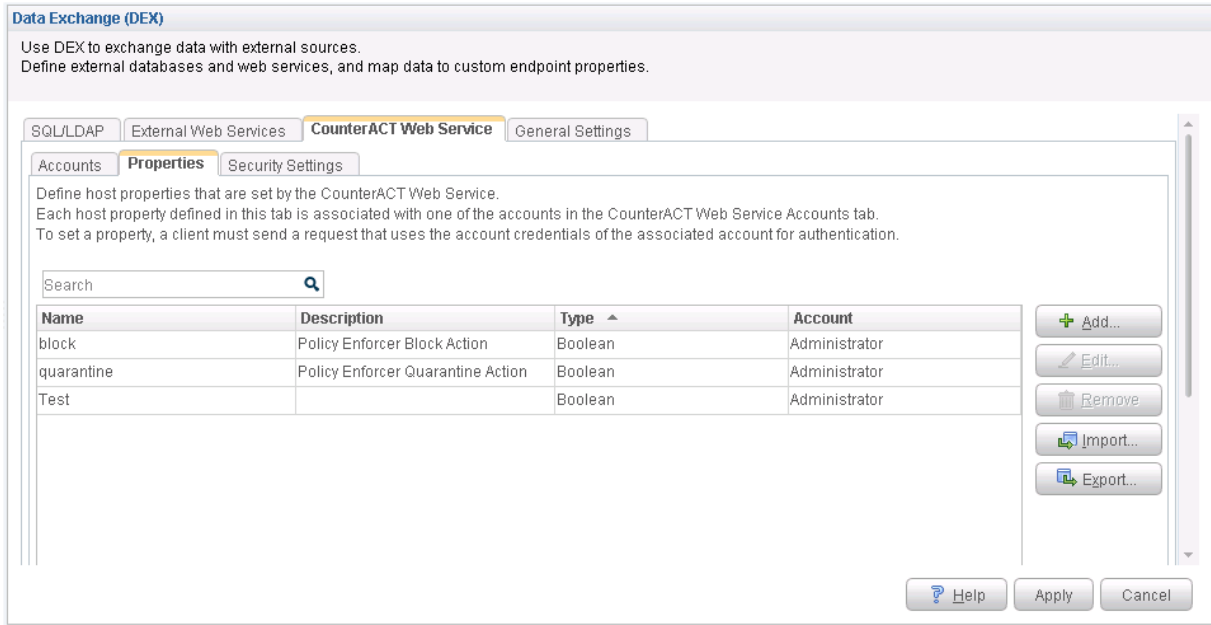 Data Exchange (DEX)
Use DEX to exchange data with external sources.
Define external databases and web services, and map data to custom endpoint properties.
SQL/LDAP External Web Services CounterACT Web Service General Settings
Accounts Properties Security Settings
Define host properties that are set by the CounterACT Web Service.
Each host property defined in this tab is associated with one of the accounts in the CounterACT Web Service Accounts tab.
To set a property, a client must send a request that uses the account credentials of the associated account for authentication.
Search
Name Description Type Account
block Policy Enforcer Block Action Boolean Administrator
quarantine Policy Enforcer Quarantine Action Boolean Administrator
Test Boolean Administrator
Add...
Edit...
Remove
Import...
Export...
Help Apply Cancel